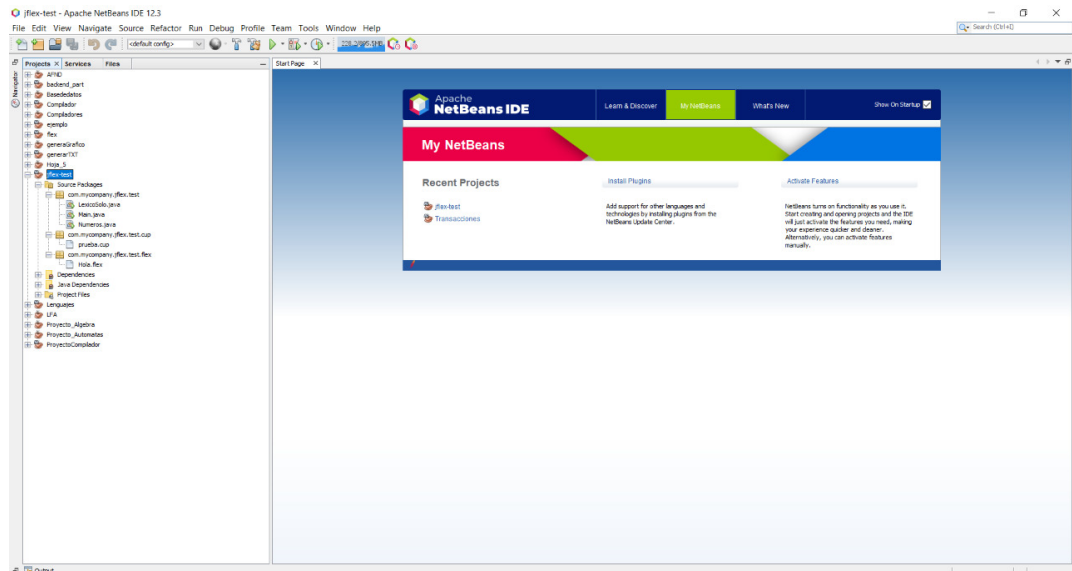 jflex-test - Apache NetBeans IDE 12.3
File Edit View Navigate Source Refactor Run Debug Profile Team Tools Window Help
Search (Ctrl+I)
<default config>
Projects Services Files
Start Page
Navigator
AFND
backend_part
Basededatos
Compilador
Compiladores
ejemplo
flex
generaGrafico
generarTXT
Hoja_5
jflex-test
Source Packages
com.mycompany.jflex.test
LexicoSolo.java
Main.java
Numeros.java
com.mycompany.jflex.test.cup
prueba.cup
com.mycompany.jflex.test.flex
Hola.flex
Dependencies
Java Dependencies
Project Files
Lenguajes
LFA
Proyecto_Algebra
Proyecto_Automatas
ProyectoCompilador
Apache
NetBeans IDE
Learn & Discover My NetBeans What's New Show On Startup
My NetBeans
Recent Projects
jflex-test
Transacciones
Install Plugins
Add support for other languages and
technologies by installing plugins from the
NetBeans Update Center.
Activate Features
NetBeans turns on functionality as you use it.
Start creating and opening projects and the IDE
will just activate the features you need, making
your experience quicker and cleaner.
Alternatively, you can activate features
manually.
Output